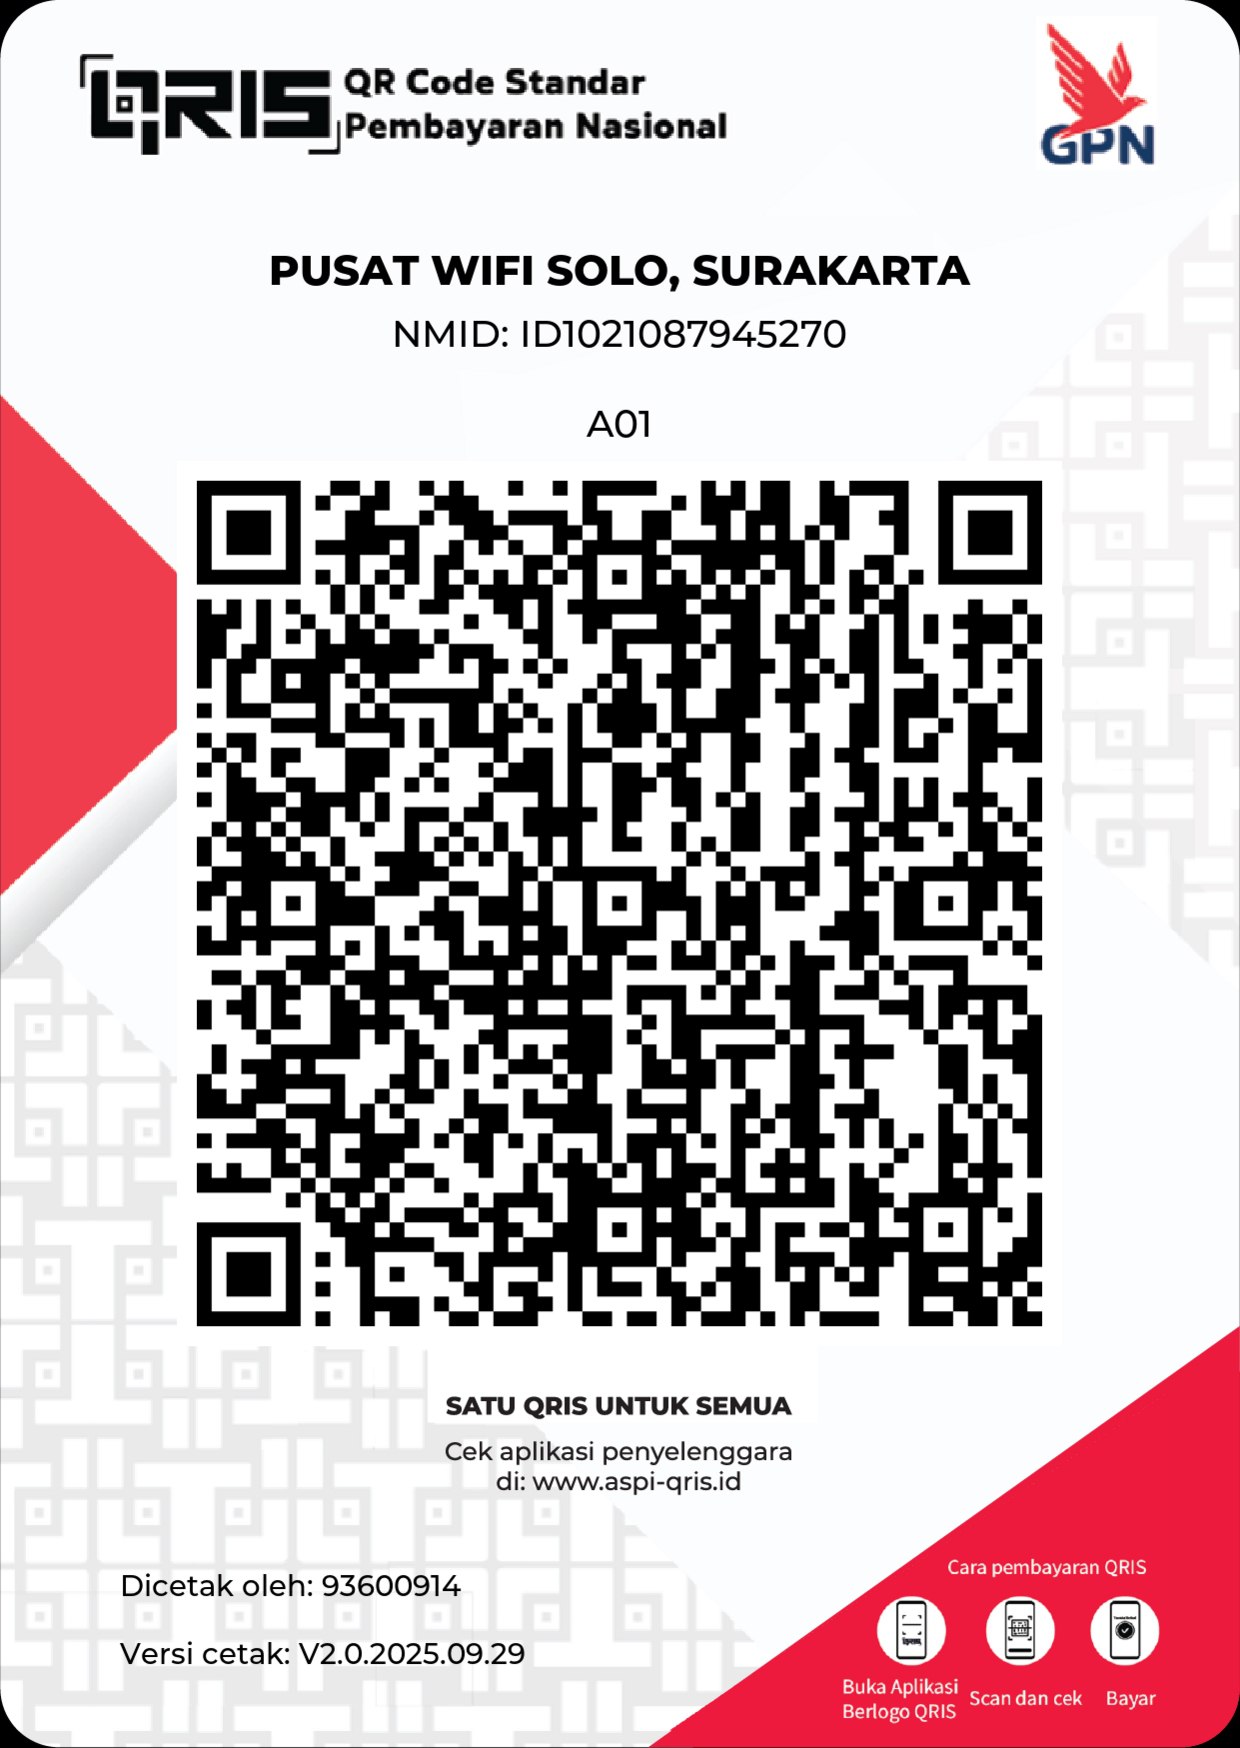 QRIS QR Code Standar
Pembayaran Nasional
GPN
PUSAT WIFI SOLO, SURAKARTA
NMID: ID1021087945270
A01
SATU QRIS UNTUK SEMUA
Cek aplikasi penyelenggara
di: www.aspi-qris.id
Dicetak oleh: 93600914
Versi cetak: V2.0.2025.09.29
Cara pembayaran QRIS
Buka Aplikasi
Berlogo QRIS
Scan dan cek
Bayar